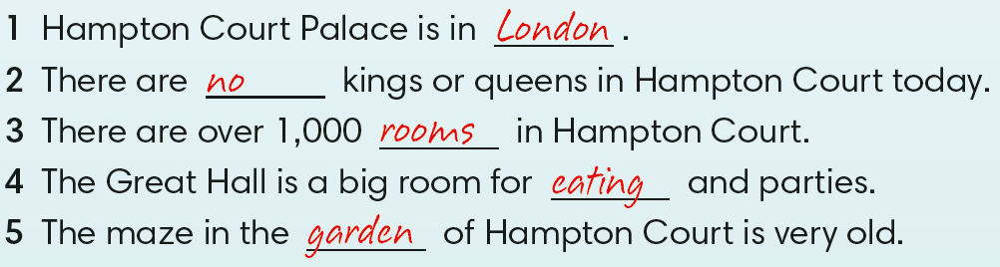 1 Hampton Court Palace is in London.
2 There are no kings or queens in Hampton Court today.
3 There are over 1,000 rooms in Hampton Court.
4 The Great Hall is a big room for eating and parties.
5 The maze in the garden of Hampton Court is very old.